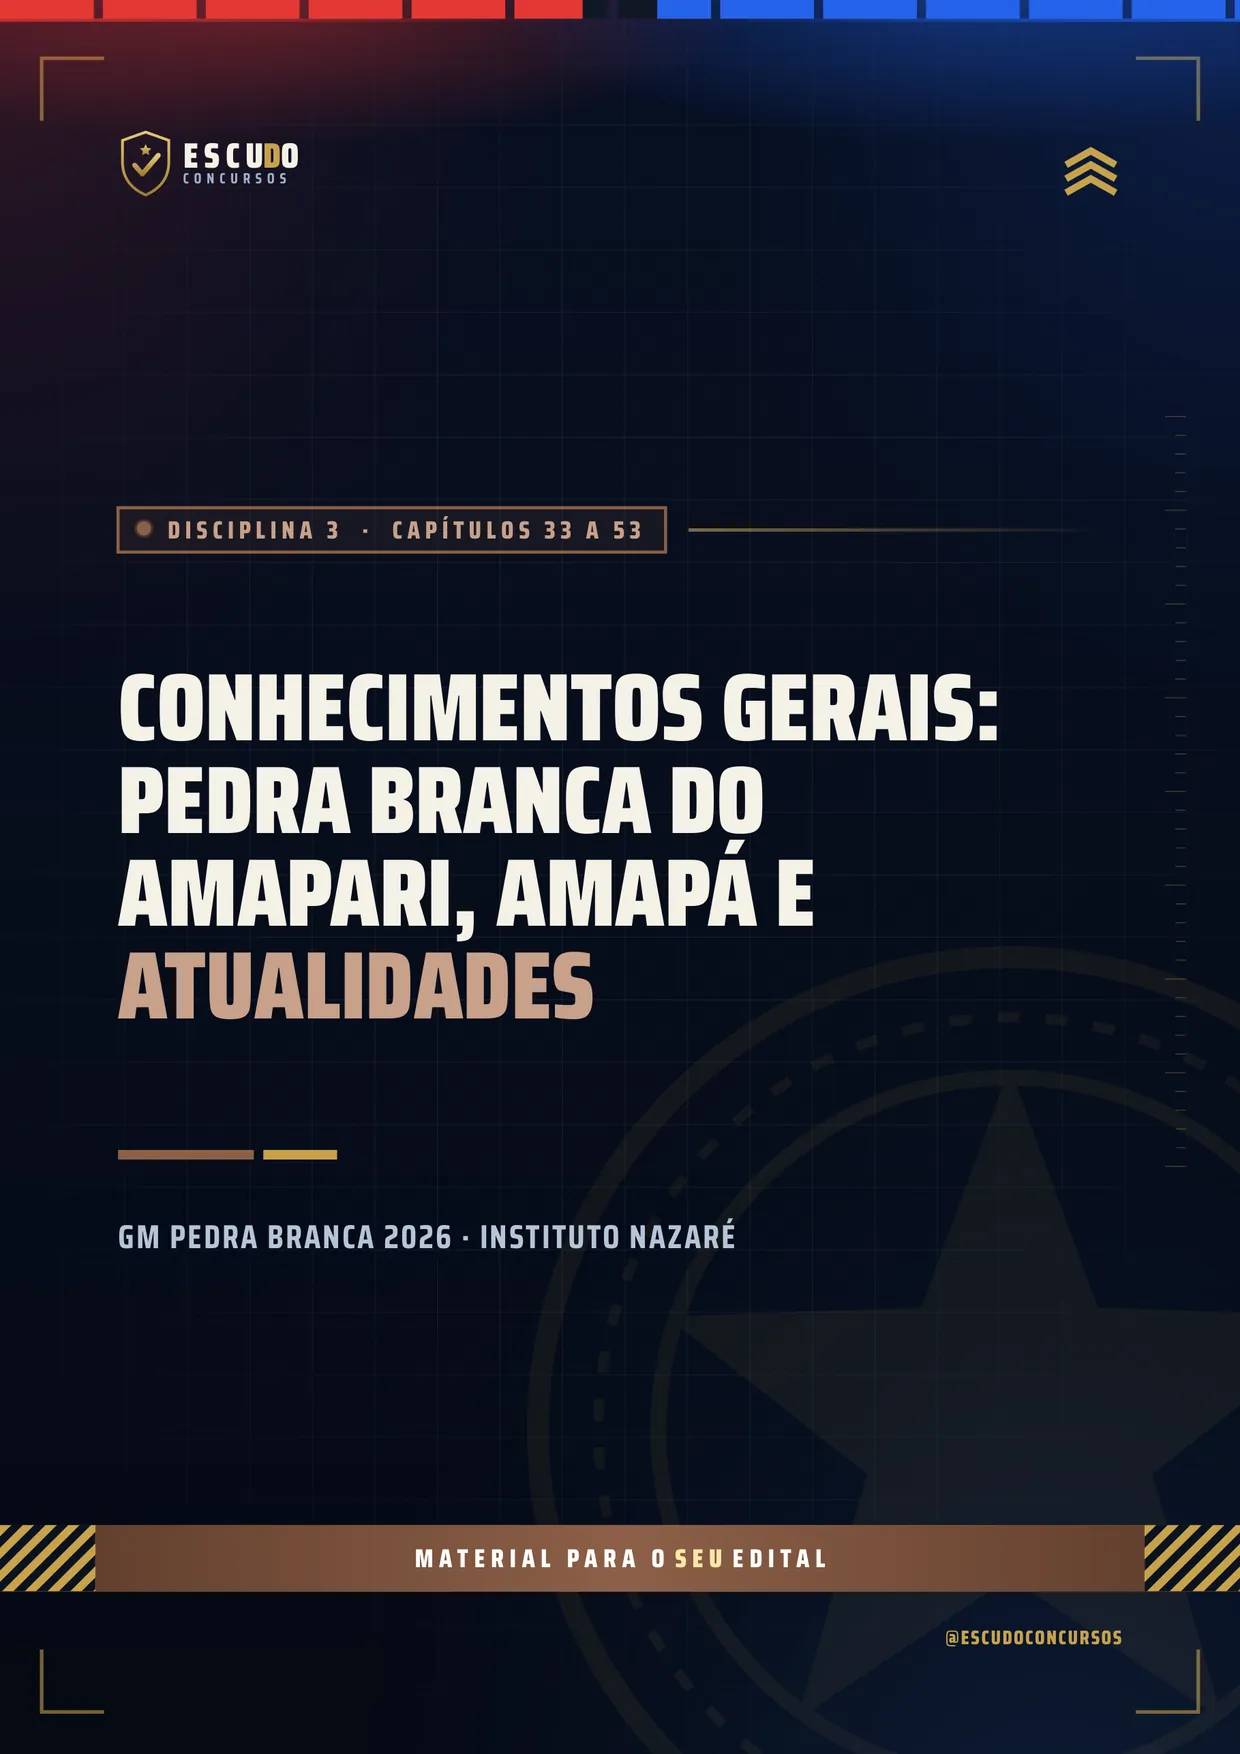 ESCUDO
CONCURSOS
DISCIPLINA 3 · CAPÍTULOS 33 A 53
CONHECIMENTOS GERAIS:
PEDRA BRANCA DO
AMAPARI, AMAPÁ E
ATUALIDADES
GM PEDRA BRANCA 2026 · INSTITUTO NAZARÉ
MATERIAL PARA O SEU EDITAL
@ESCUDOCONCURSOS